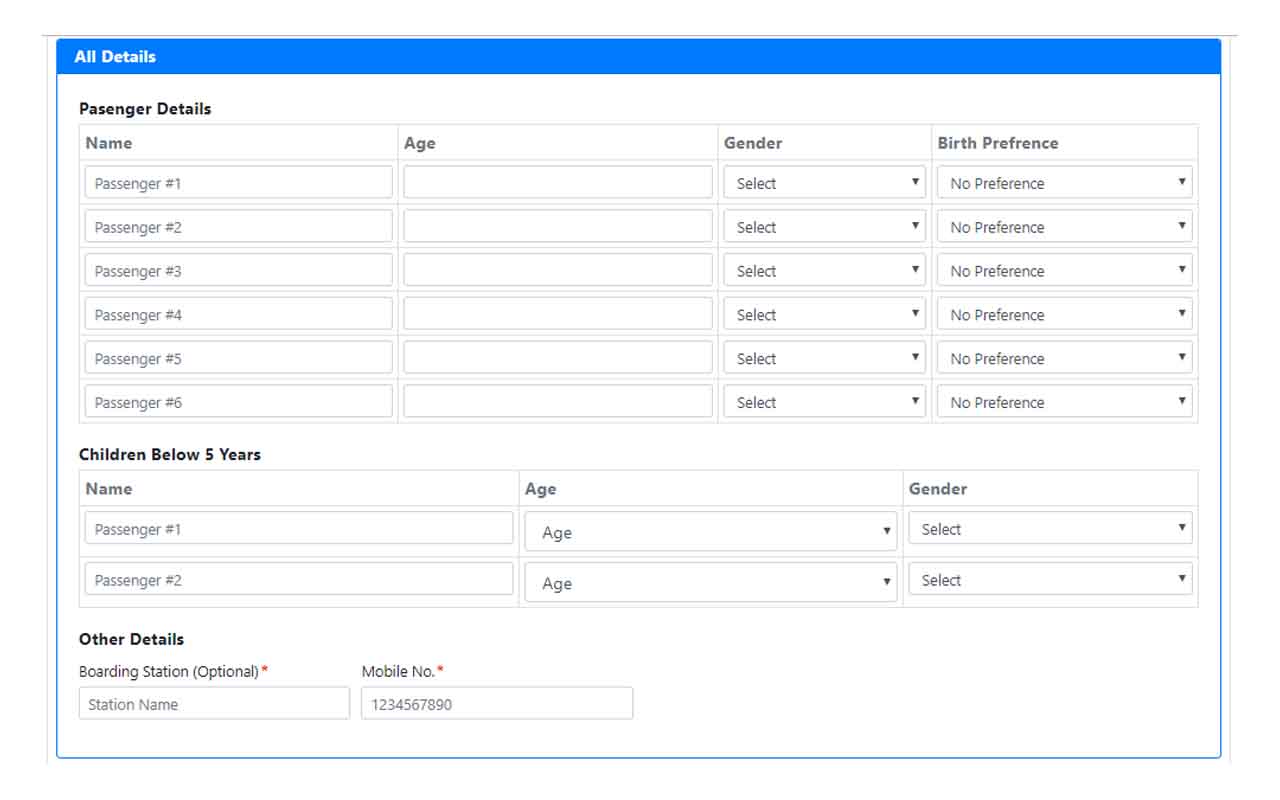 All Details
Pasenger Details
Name Age Gender Birth Prefrence
Passenger #1 Select No Preference
Passenger #2 Select No Preference
Passenger #3 Select No Preference
Passenger #4 Select No Preference
Passenger #5 Select No Preference
Passenger #6 Select No Preference
Children Below 5 Years
Name Age Gender
Passenger #1 Age Select
Passenger #2 Age Select
Other Details
Boarding Station (Optional) * Mobile No. *
Station Name 1234567890